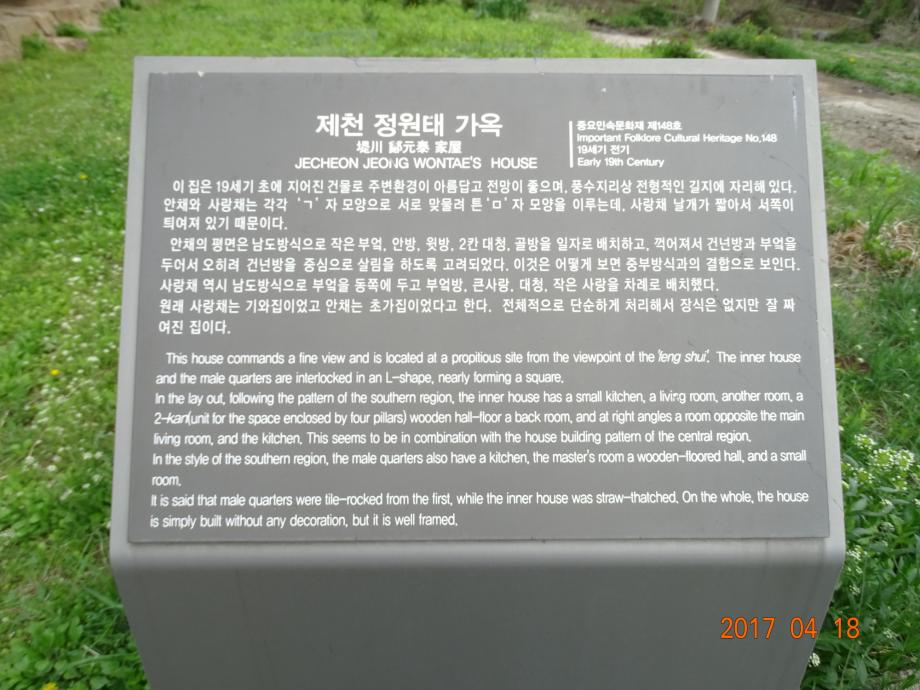 제천 정원태 가옥
堤川 鄭元泰 家屋
JECHEON JEONG WONTAE'S HOUSE
중요민속문화재 제148호
Important Folklore Cultural Heritage No.148
19세기 전기
Early 19th Century
이 집은 19세기 초에 지어진 건물로 주변환경이 아름답고 전망이 좋으며, 풍수지리상 전형적인 길지에 자리해 있다.
안채와 사랑채는 각각 'ㄱ' 자 모양으로 서로 맞물려 튼 'ㅁ' 자 모양을 이루는데, 사랑채 날개가 짧아서 서쪽이
틔여져 있기 때문이다.
안채의 평면은 남도방식으로 작은 부엌, 안방, 윗방, 2칸 대청, 골방을 일자로 배치하고, 꺽어져서 건넌방과 부엌을
두어서 오히려 건넌방을 중심으로 살림을 하도록 고려되었다. 이것은 어떻게 보면 중부방식과의 결합으로 보인다.
사랑채 역시 남도방식으로 부엌을 동쪽에 두고 부엌방, 큰사랑, 대청, 작은 사랑을 차례로 배치했다.
원래 사랑채는 기와집이었고 안채는 초가집이었다고 한다. 전체적으로 단순하게 처리해서 장식은 없지만 잘 짜
여진 집이다.
This house commands a fine view and is located at a propitious site from the viewpoint of the 'feng shui'. The inner house
and the male quarters are interlocked in an L-shape, nearly forming a square.
In the lay out, following the pattern of the southern region, the inner house has a small kitchen, a living room, another room, a
2-kan(unit for the space enclosed by four pillars) wooden hall-floor a back room, and at right angles a room opposite the main
living room, and the kitchen. This seems to be in combination with the house building pattern of the central region.
In the style of the southern region, the male quarters also have a kitchen, the master's room a wooden-floored hall, and a small
room.
It is said that male quarters were tile-rocked from the first, while the inner house was straw-thatched. On the whole, the house
is simply built without any decoration, but it is well framed.
2017 04 18